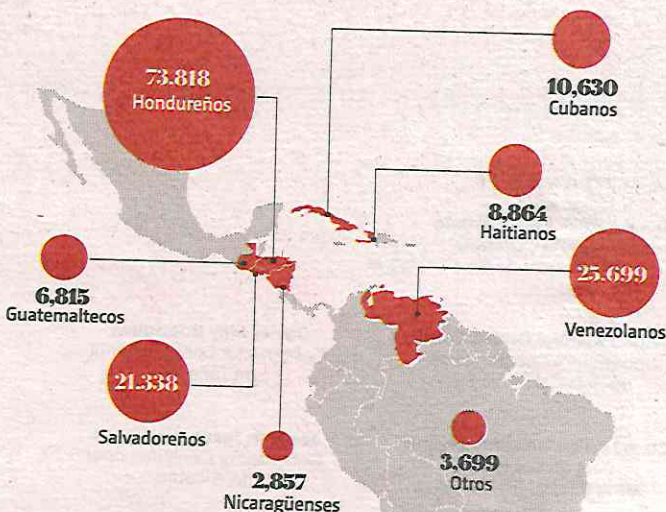 73.818
Hondureños
10,630
Cubanos
8,864
Haitianos
25.699
Venezolanos
6,815
Guatemaltecos
21.338
Salvadoreños
2,857
Nicaragüenses
3,699
Otros